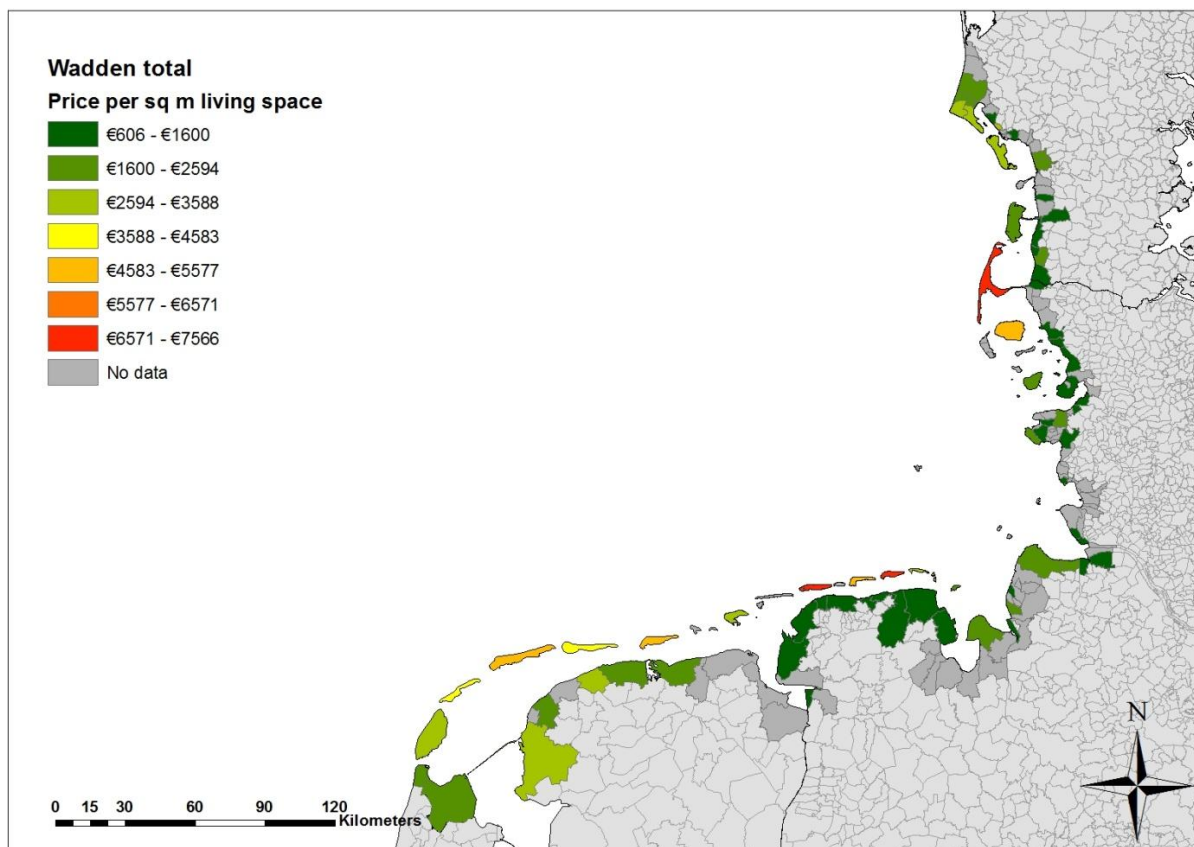 Wadden total
Price per sq m living space
€606 - €1600
€1600 - €2594
€2594 - €3588
€3588 - €4583
€4583 - €5577
€5577 - €6571
€6571 - €7566
No data
N
0 15 30 60 90 120
Kilometers